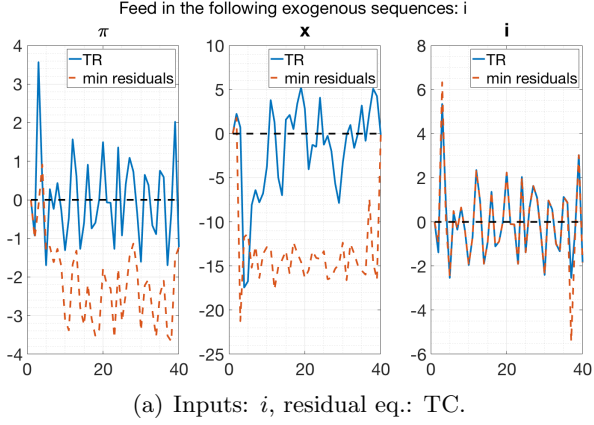 Feed in the following exogenous sequences: i
π x i
TR TR TR
min residuals min residuals min residuals
4 10 8
3 5 6
2 0 4
1 -5 2
0 -10 0
-1 -15 -2
-2 -20 -4
-3 -25 -6
-4
0 20 40 0 20 40 0 20 40
(a) Inputs: i, residual eq.: TC.